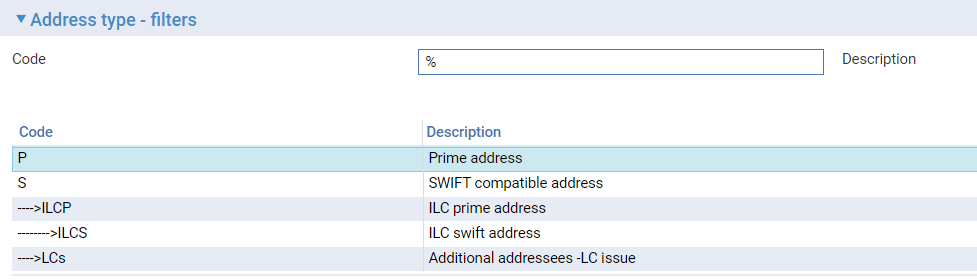 Address type - filters
Code % Description
Code Description
P Prime address
S SWIFT compatible address
---->ILCP ILC prime address
-------->ILCS ILC swift address
---->LCs Additional addressees -LC issue